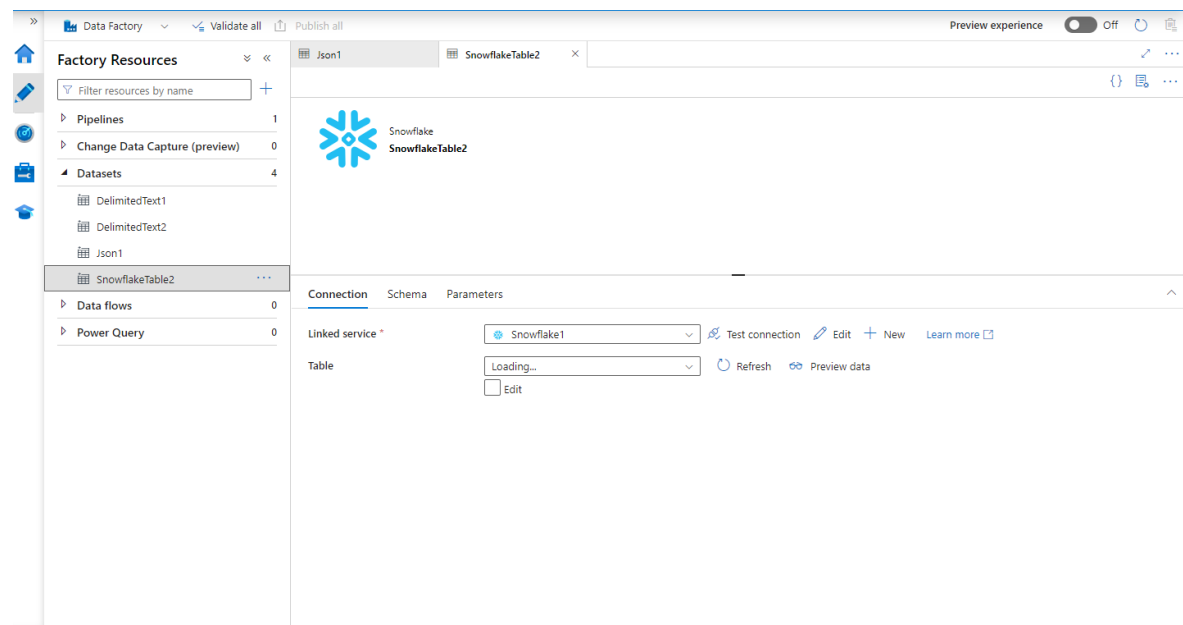 »
Data Factory Validate all Publish all Preview experience Off
Factory Resources
Json1 SnowflakeTable2
Filter resources by name
{}
Pipelines 1
Change Data Capture (preview) 0
Datasets 4
DelimitedText1
DelimitedText2
Json1
SnowflakeTable2 ...
Data flows 0
Power Query 0
Snowflake
SnowflakeTable2
Connection Schema Parameters
Linked service * Snowflake1 Test connection Edit New Learn more
Table Loading... Refresh Preview data
Edit